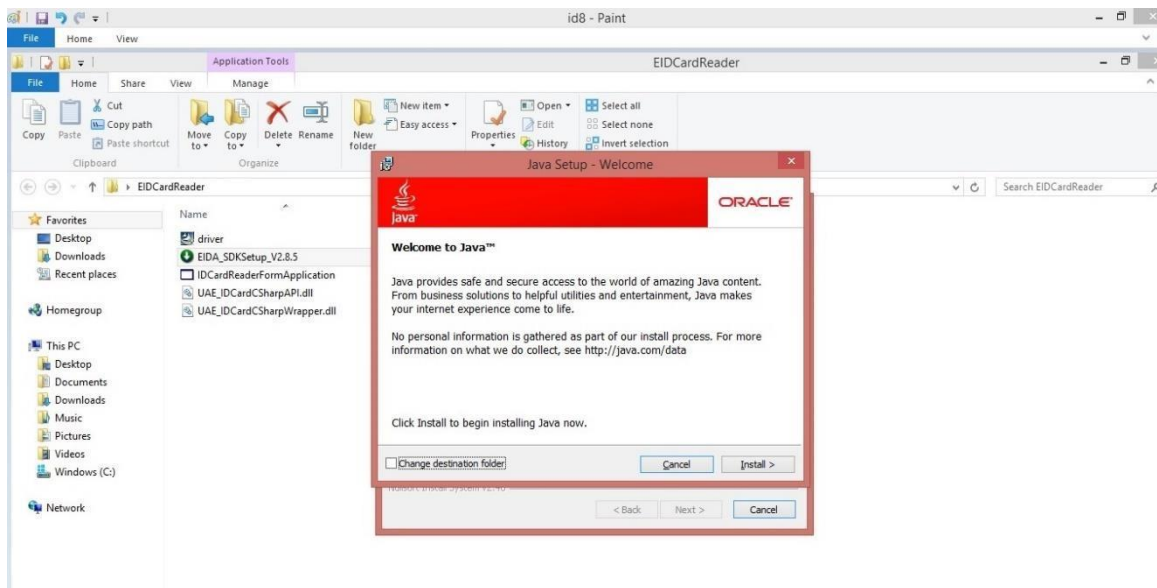 id8 - Paint
File Home View
Application Tools
EIDCardReader
File Home Share View Manage
Copy
Paste
Cut
Copy path
Paste shortcut
Clipboard
Move to
Copy to
Delete
Rename
Organize
New folder
New item
Easy access
Properties
Open
Edit
History
Select all
Select none
Invert selection
EIDCardReader
Search EIDCardReader
Favorites
Desktop
Downloads
Recent places
Homegroup
This PC
Desktop
Documents
Downloads
Music
Pictures
Videos
Windows (C:)
Network
Name
driver
EIDA_SDKSetup_V2.8.5
IDCardReaderFormApplication
UAE_IDCardCSharpAPI.dll
UAE_IDCardCSharpWrapper.dll
Java Setup - Welcome
Java
ORACLE
Welcome to Java™
Java provides safe and secure access to the world of amazing Java content.
From business solutions to helpful utilities and entertainment, Java makes
your internet experience come to life.
No personal information is gathered as part of our install process. For more
information on what we do collect, see http://java.com/data
Click Install to begin installing Java now.
Change destination folder
Cancel
Install >
< Back
Next >
Cancel